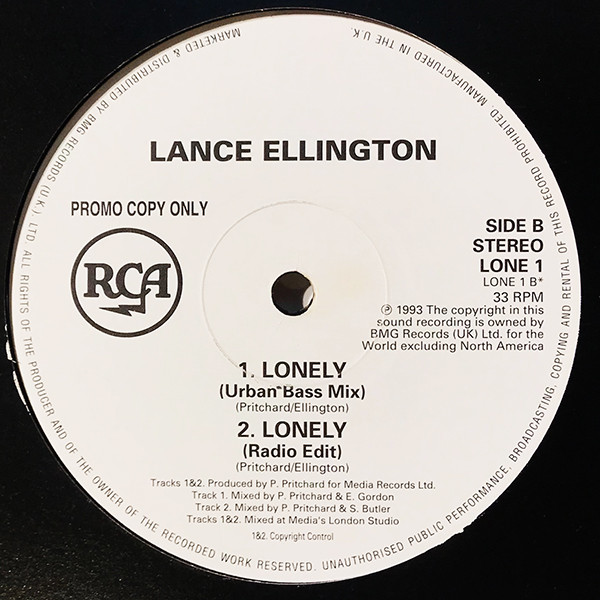 MARKETED & DISTRIBUTED BY BMG RECORDS (U.K.) LTD ALL RIGHTS OF THE PRODUCER AND OF THE OWNER OF THE RECORDED WORK RESERVED. UNAUTHORISED PUBLIC PERFORMANCE, BROADCASTING, COPYING AND RENTAL OF THIS RECORD PROHIBITED. MANUFACTURED IN THE U.K.
LANCE ELLINGTON
PROMO COPY ONLY
RCA
SIDE B
STEREO
LONE 1
LONE 1 B*
33 RPM
℗ 1993 The copyright in this
sound recording is owned by
BMG Records (UK) Ltd. for the
World excluding North America
1. LONELY
(Urban Bass Mix)
(Pritchard/Ellington)
2. LONELY
(Radio Edit)
(Pritchard/Ellington)
Tracks 1&2. Produced by P. Pritchard for Media Records Ltd.
Track 1. Mixed by P. Pritchard & E. Gordon
Track 2. Mixed by P. Pritchard & S. Butler
Tracks 1&2. Mixed at Media's London Studio
1&2. Copyright Control